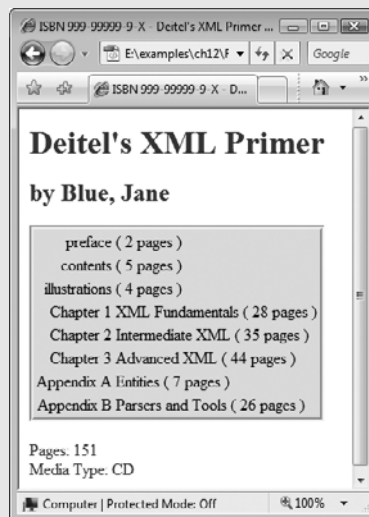 ISBN 999-99999-9-X - Deitel's XML Primer ...
E:\examples\ch12\F
Google
ISBN 999-99999-9-X - D...
Deitel's XML Primer
by Blue, Jane
preface ( 2 pages )
contents ( 5 pages )
illustrations ( 4 pages )
Chapter 1 XML Fundamentals ( 28 pages )
Chapter 2 Intermediate XML ( 35 pages )
Chapter 3 Advanced XML ( 44 pages )
Appendix A Entities ( 7 pages )
Appendix B Parsers and Tools ( 26 pages )
Pages: 151
Media Type: CD
Computer | Protected Mode: Off
100%